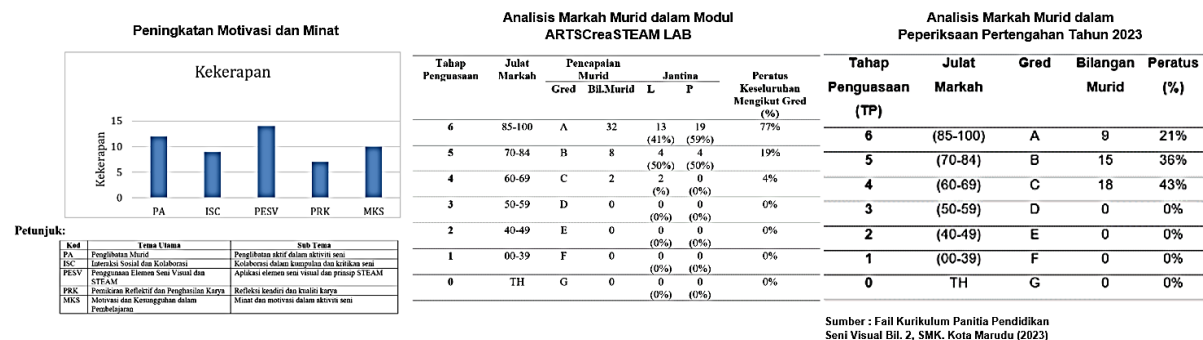 Peningkatan Motivasi dan Minat
Kekerapan
Kekerapan
15
10
5
0
PA ISC PESV PRK MKS
Petunjuk:
Kod Tema Utama Sub Tema
PA Penglibatan Murid Penglibatan aktif dalam aktiviti seni
ISC Interaksi Sosial dan Kolaborasi Kolaborasi dalam kumpulan dan kritikan seni
PESV Penggunaan Elemen Seni Visual dan Aplikasi elemen seni visual dan prinsip STEAM
STEAM
PRK Pemikiran Reflektif dan Penghasilan Karya Refleksi kendiri dan kualiti karya
MKS Motivasi dan Kesungguhan dalam Minat dan motivasi dalam aktiviti seni
Pembelajaran
Analisis Markah Murid dalam Modul
ARTSCreaSTEAM LAB
Tahap Julat Pencapaian Jantina Peratus
Penguasaan Markah Murid Keseluruhan
Gred Bil.Murid L P Mengikut Gred
(%)
6 85-100 A 32 13 19 77%
(41%) (59%)
5 70-84 B 8 4 4 19%
(50%) (50%)
4 60-69 C 2 2 0 4%
(%) (0%)
3 50-59 D 0 0 0 0%
(0%) (0%)
2 40-49 E 0 0 0 0%
(0%) (0%)
1 00-39 F 0 0 0 0%
(0%) (0%)
0 TH G 0 0 0 0%
(0%) (0%)
Analisis Markah Murid dalam
Peperiksaan Pertengahan Tahun 2023
Tahap Julat Gred Bilangan Peratus
Penguasaan Markah Murid (%)
(TP)
6 (85-100) A 9 21%
5 (70-84) B 15 36%
4 (60-69) C 18 43%
3 (50-59) D 0 0%
2 (40-49) E 0 0%
1 (00-39) F 0 0%
0 TH G 0 0%
Sumber : Fail Kurikulum Panitia Pendidikan
Seni Visual Bil. 2, SMK. Kota Marudu (2023)